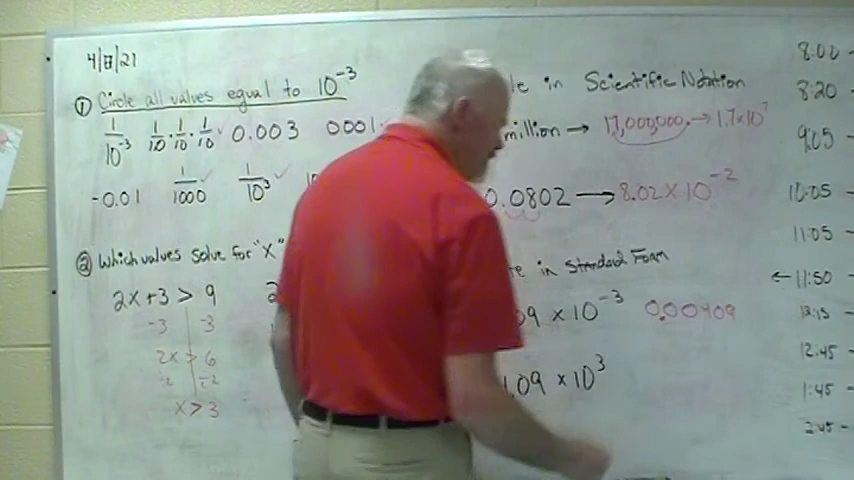 4/8/21
① Circle all values equal to 10⁻³
1/10⁻³ 1/10 · 1/10 · 1/10 ✓ 0.003 0.001 ✓
-0.01 1/1000 ✓ 1/10³ ✓
② Which values solve for "X"
2x+3 > 9
-3 -3
2x > 6
÷2 ÷2
x > 3
in Scientific Notation
million → 17,000,000. → 1.7×10⁷
0.0802 → 8.02 × 10⁻²
in Standard Form
09 × 10⁻³ 0.00409
1.09 × 10³
8:00 -
8:20 -
9:05 -
10:05 -
11:05 -
← 11:50 -
12:15 -
12:45 -
1:45 -
2:45 -